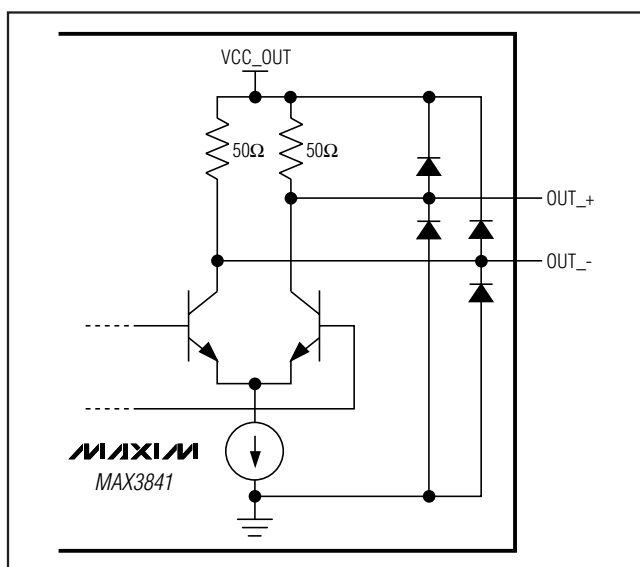 VCC_OUT
50Ω
50Ω
OUT_+
OUT_-
MAXIM
MAX3841